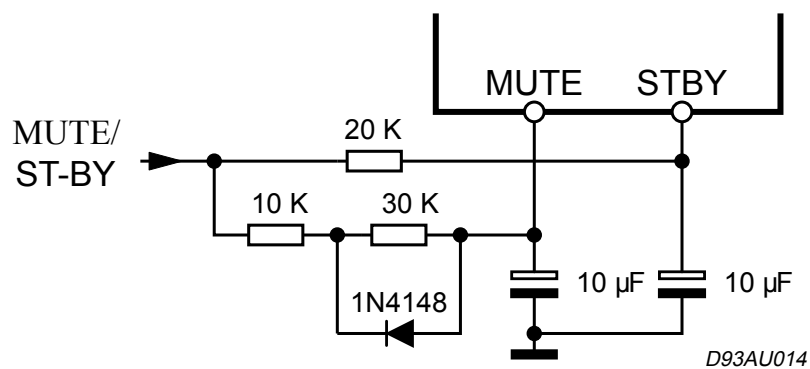 MUTE STBY
MUTE/
ST-BY
20 K
10 K 30 K
1N4148
10 µF 10 µF
D93AU014